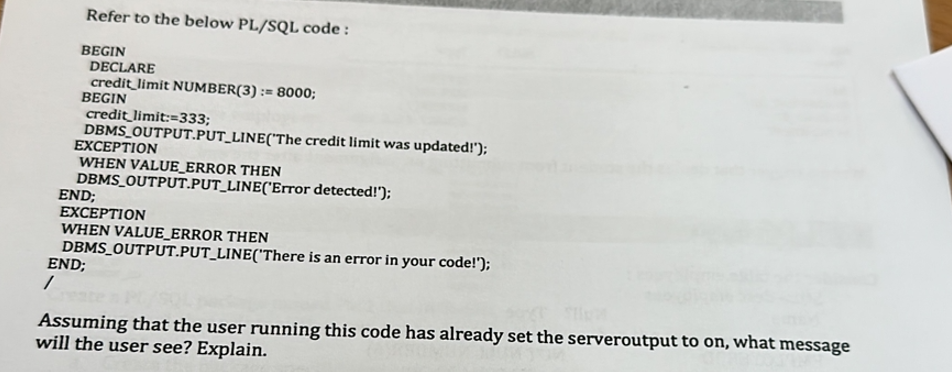 Refer to the below PL/SQL code :
BEGIN
DECLARE
credit_limit NUMBER(3) := 8000;
BEGIN
credit_limit:=333;
DBMS_OUTPUT.PUT_LINE('The credit limit was updated!');
EXCEPTION
WHEN VALUE_ERROR THEN
DBMS_OUTPUT.PUT_LINE('Error detected!');
END;
EXCEPTION
WHEN VALUE_ERROR THEN
DBMS_OUTPUT.PUT_LINE('There is an error in your code!');
END;
/
Assuming that the user running this code has already set the serveroutput to on, what message
will the user see? Explain.